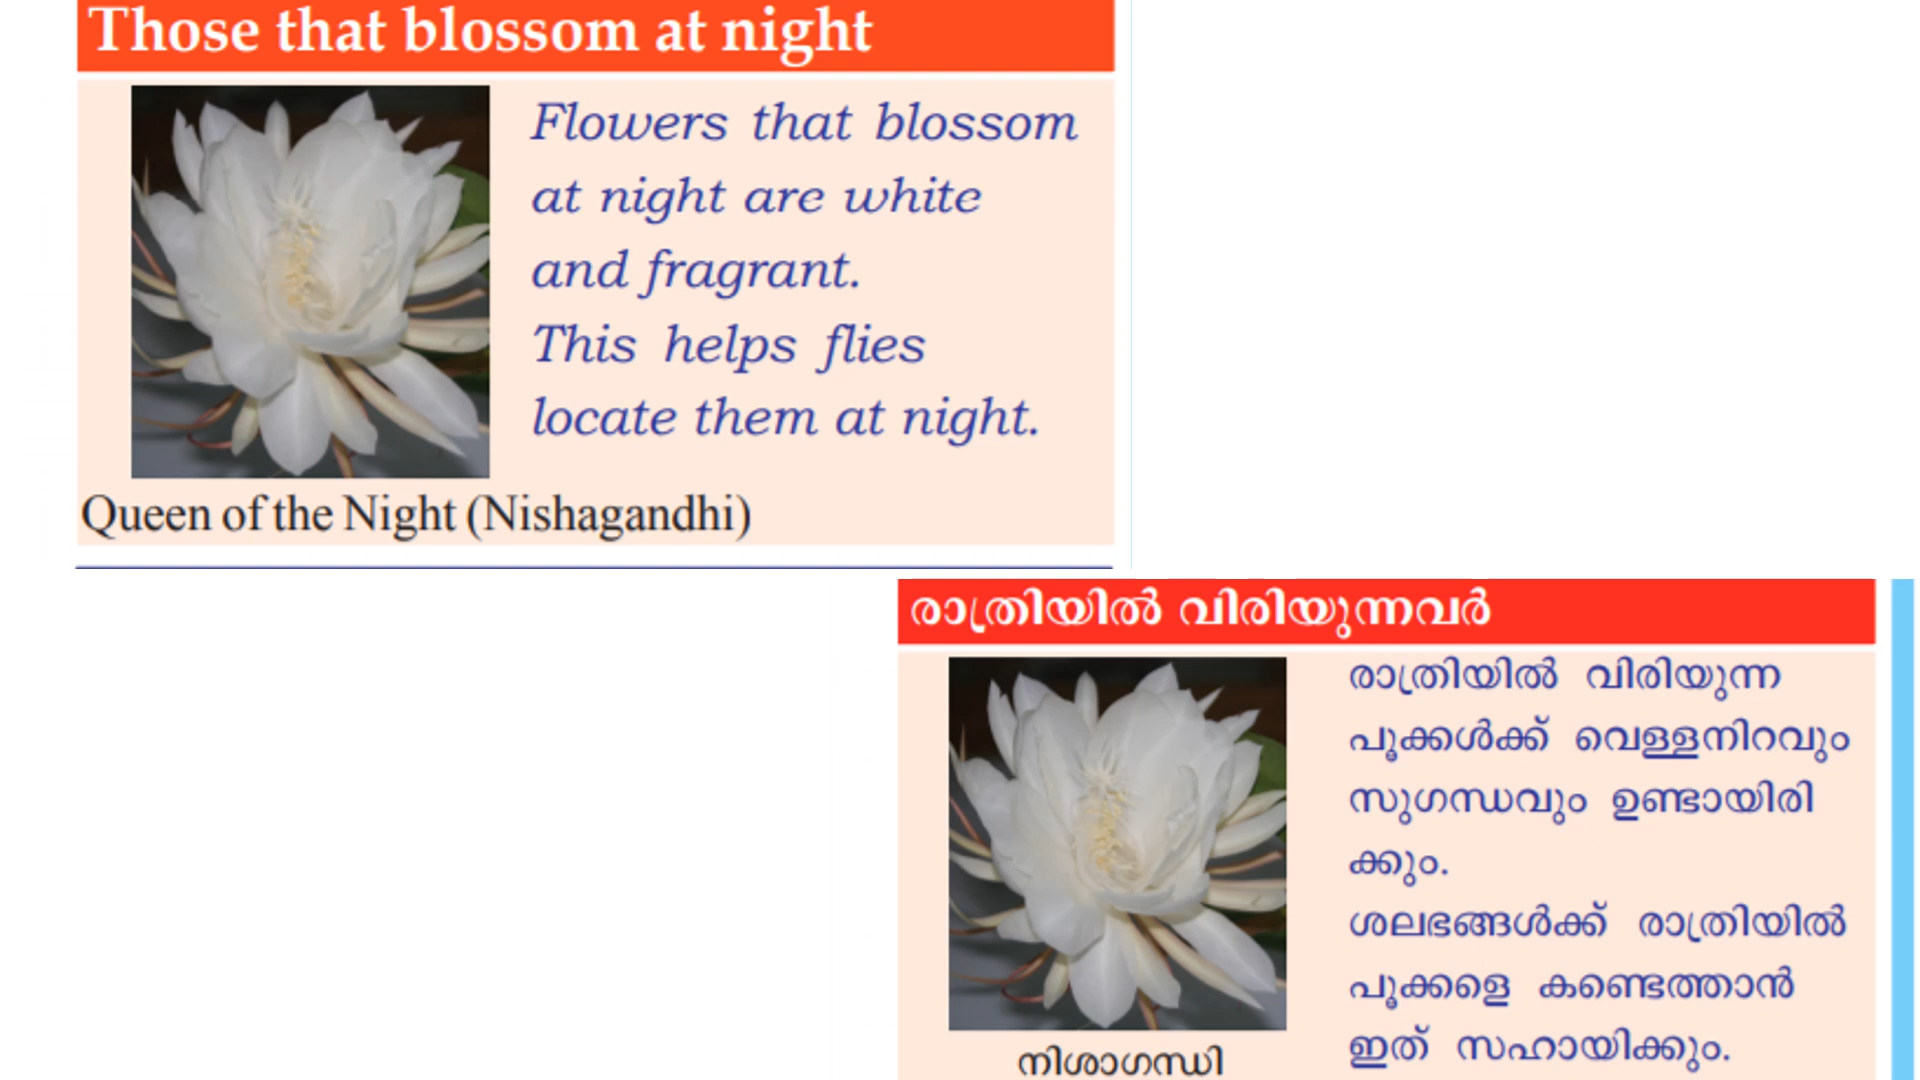 Those that blossom at night
Flowers that blossom
at night are white
and fragrant.
This helps flies
locate them at night.
Queen of the Night (Nishagandhi)
രാത്രിയിൽ വിരിയുന്നവർ
രാത്രിയിൽ വിരിയുന്ന
പൂക്കൾക്ക് വെള്ളനിറവും
സുഗന്ധവും ഉണ്ടായിരി
ക്കും.
ശലഭങ്ങൾക്ക് രാത്രിയിൽ
പൂക്കളെ കണ്ടെത്താൻ
ഇത് സഹായിക്കും.
നിശാഗന്ധി